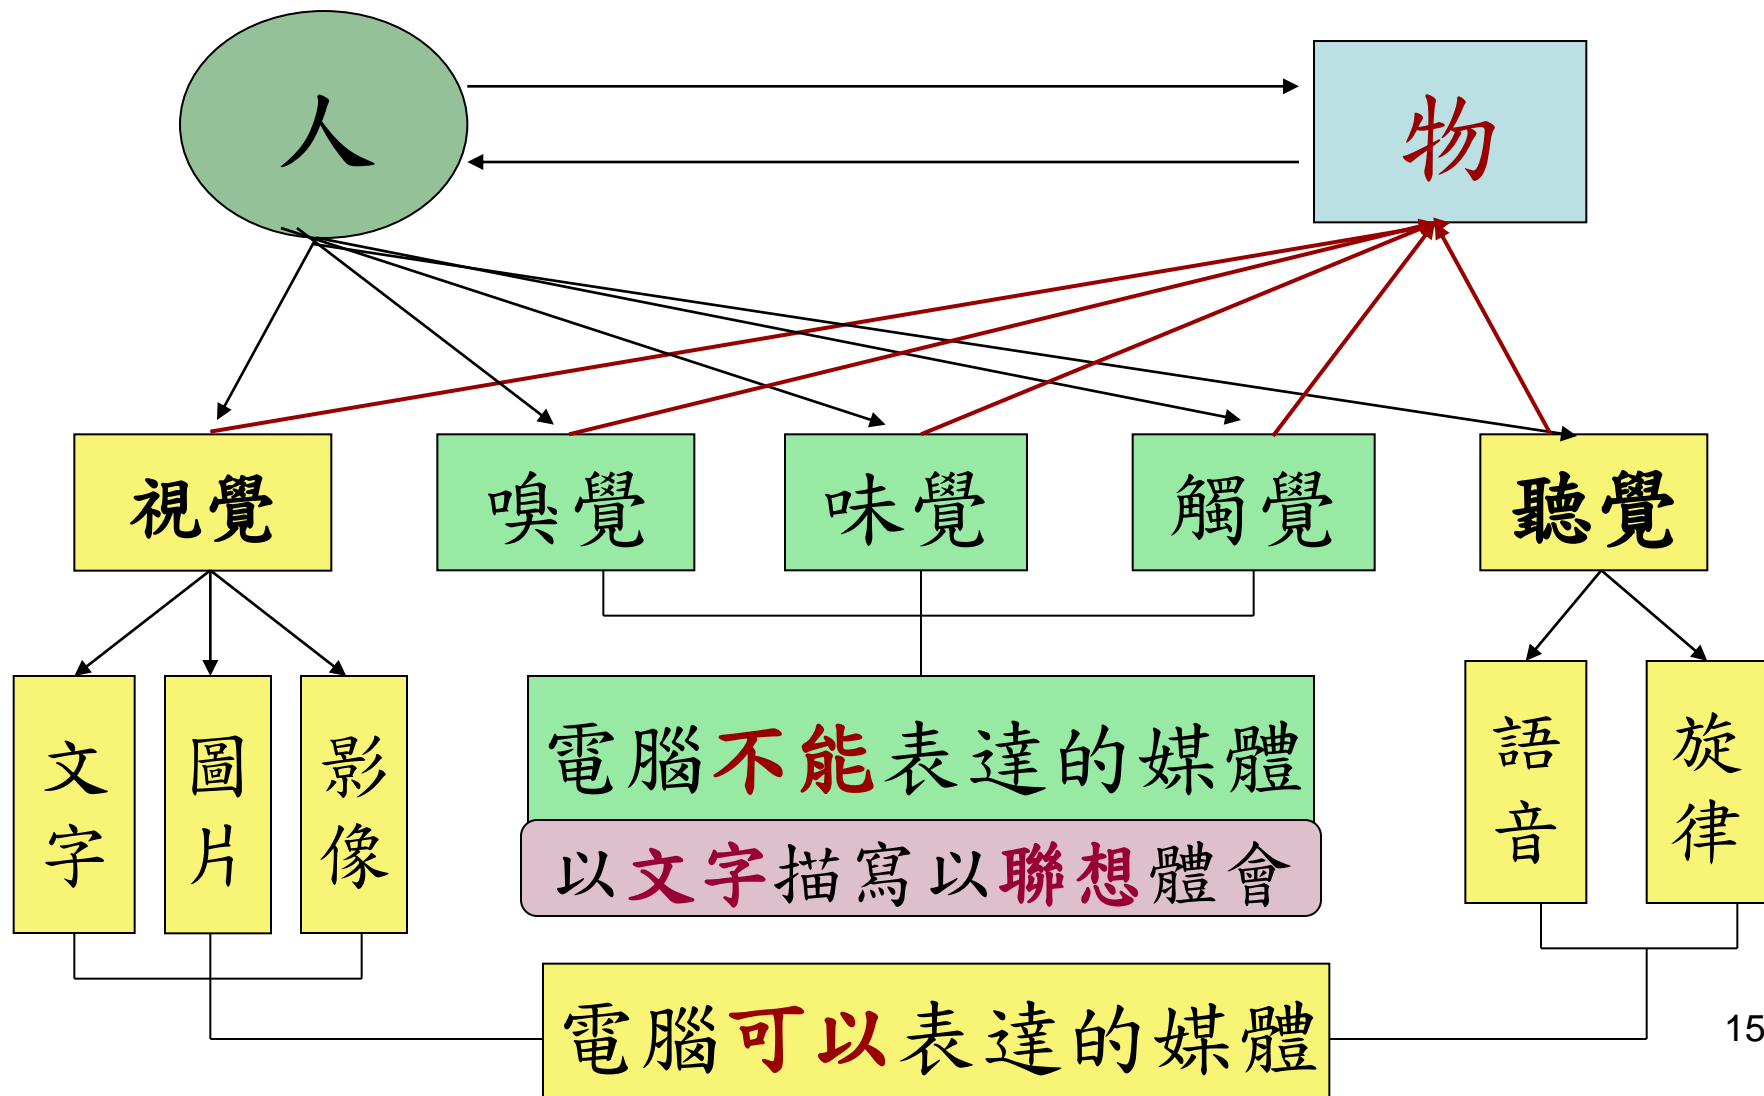 人
物
視覺
嗅覺
味覺
觸覺
聽覺
文字
圖片
影像
電腦不能表達的媒體
以文字描寫以聯想體會
語音
旋律
電腦可以表達的媒體
15